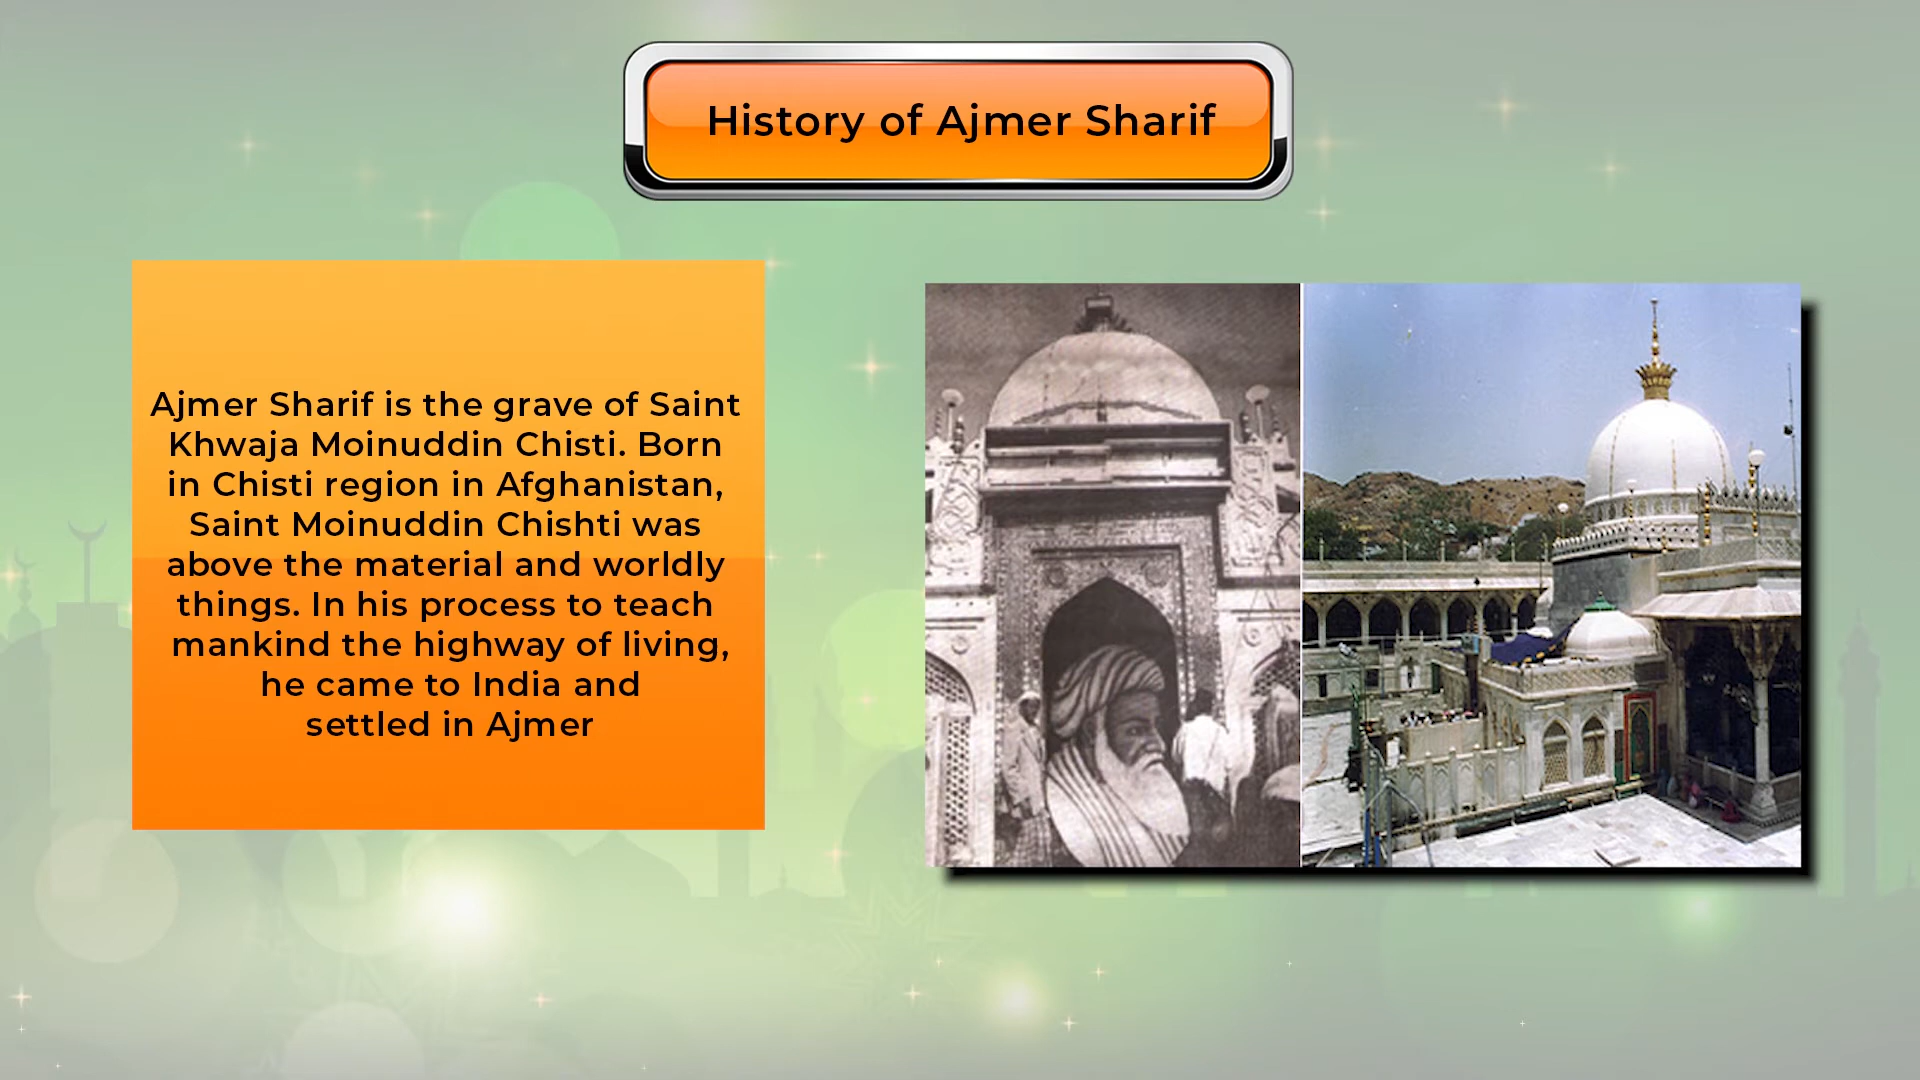 History of Ajmer Sharif
Ajmer Sharif is the grave of Saint
Khwaja Moinuddin Chisti. Born
in Chisti region in Afghanistan,
Saint Moinuddin Chishti was
above the material and worldly
things. In his process to teach
mankind the highway of living,
he came to India and
settled in Ajmer